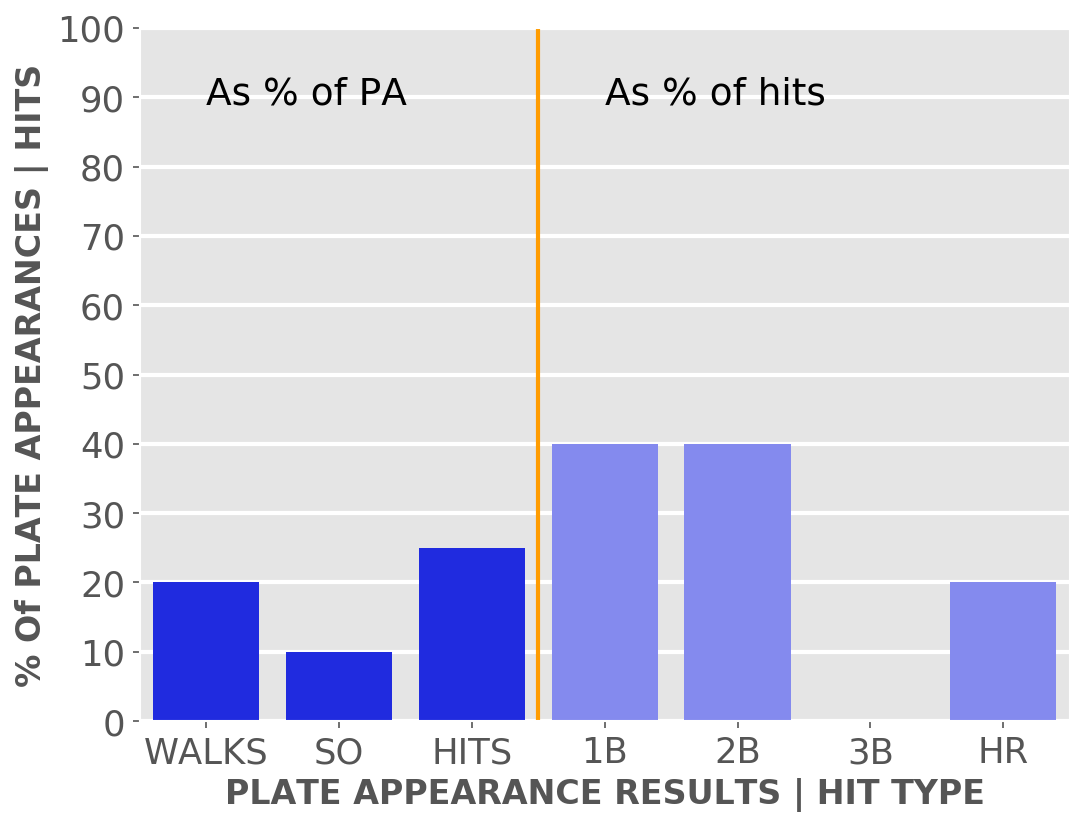 % Of PLATE APPEARANCES | HITS
100
90
80
70
60
50
40
30
20
10
0
As % of PA
As % of hits
WALKS SO HITS 1B 2B 3B HR
PLATE APPEARANCE RESULTS | HIT TYPE